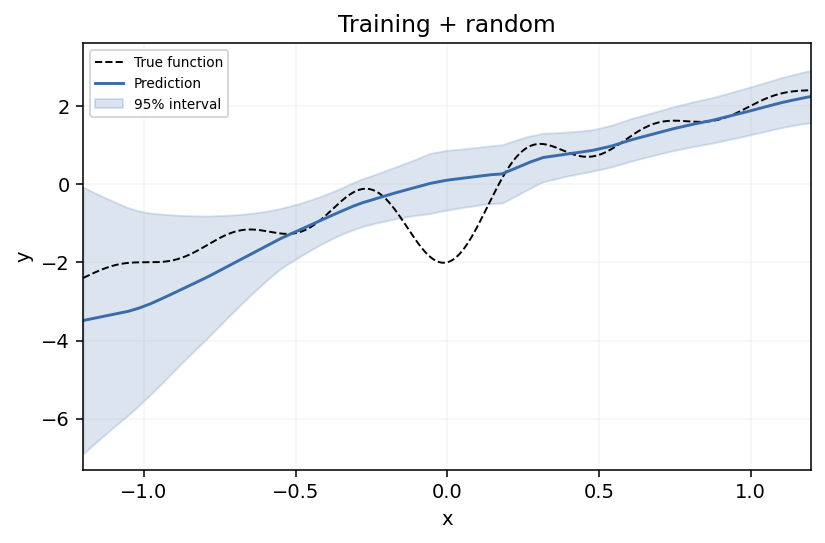 Training + random
True function
Prediction
95% interval
y
2
0
−2
−4
−6
−1.0 −0.5 0.0 0.5 1.0
x